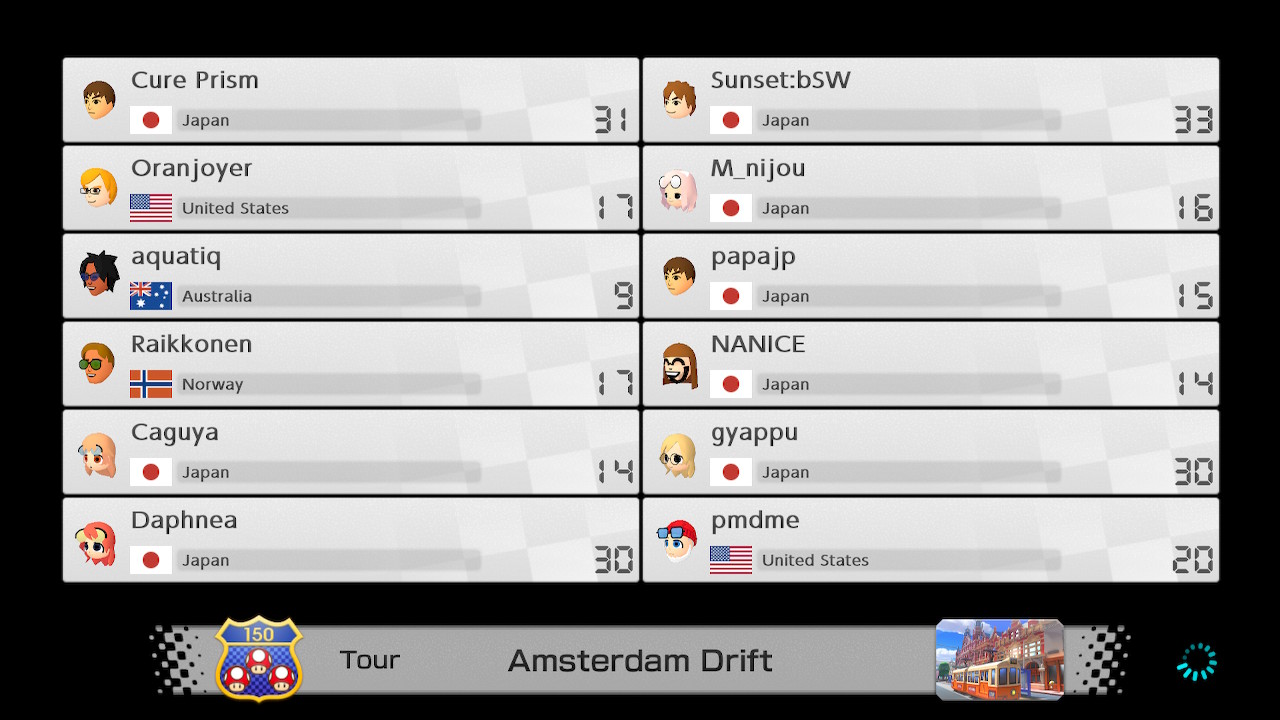 Cure Prism
Japan
31
Sunset:bSW
Japan
33
Oranjoyer
United States
17
M_nijou
Japan
16
aquatiq
Australia
9
papajp
Japan
15
Raikkonen
Norway
17
NANICE
Japan
14
Caguya
Japan
14
gyappu
Japan
30
Daphnea
Japan
30
pmdme
United States
20
150
Tour
Amsterdam Drift